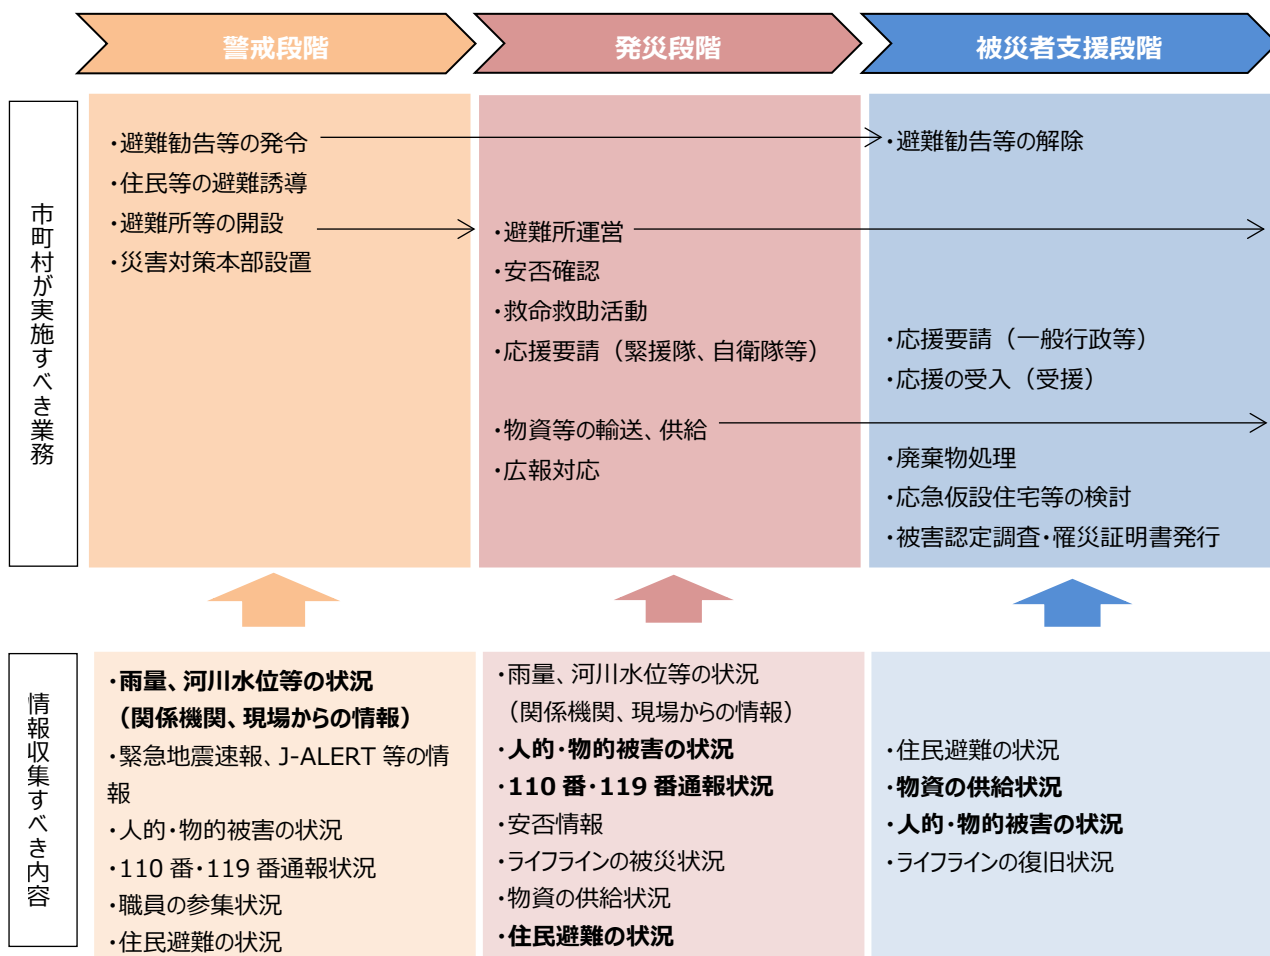 警戒段階
発災段階
被災者支援段階
市町村が実施すべき業務
・避難勧告等の発令
・住民等の避難誘導
・避難所等の開設
・災害対策本部設置
・避難所運営
・安否確認
・救命救助活動
・応援要請（緊援隊、自衛隊等）
・物資等の輸送、供給
・広報対応
・避難勧告等の解除
・応援要請（一般行政等）
・応援の受入（受援）
・廃棄物処理
・応急仮設住宅等の検討
・被害認定調査・罹災証明書発行
情報収集すべき内容
・雨量、河川水位等の状況
（関係機関、現場からの情報）
・緊急地震速報、J-ALERT 等の情
報
・人的・物的被害の状況
・110 番・119 番通報状況
・職員の参集状況
・住民避難の状況
・雨量、河川水位等の状況
（関係機関、現場からの情報）
・人的・物的被害の状況
・110 番・119 番通報状況
・安否情報
・ライフラインの被災状況
・物資の供給状況
・住民避難の状況
・住民避難の状況
・物資の供給状況
・人的・物的被害の状況
・ライフラインの復旧状況